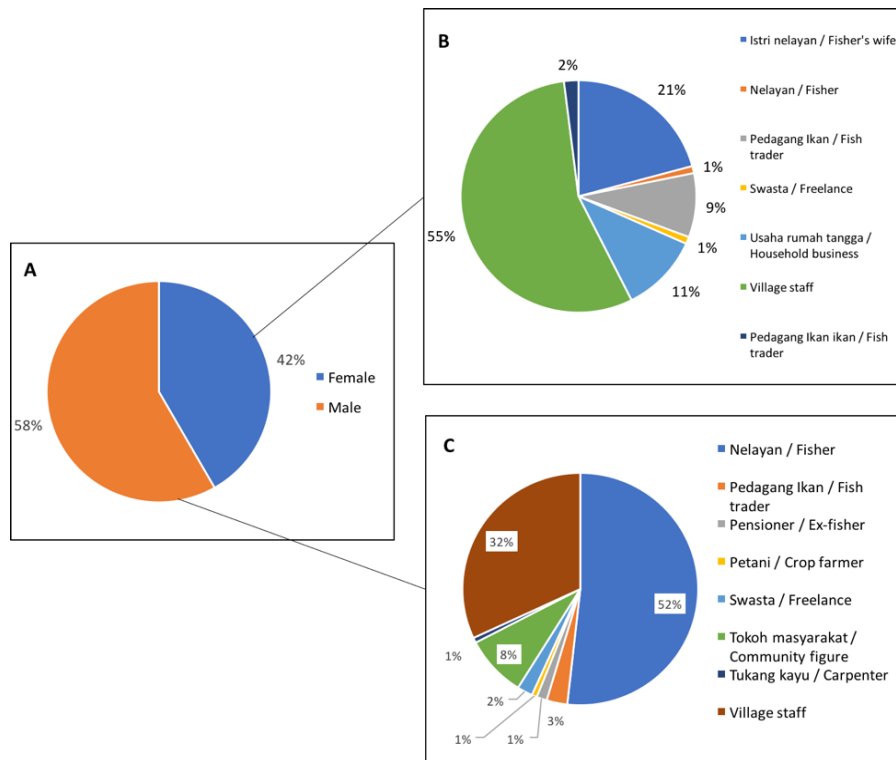 A
42%
58%
Female
Male
B
2%
21%
1%
9%
1%
11%
55%
Istri nelayan / Fisher's wife
Nelayan / Fisher
Pedagang Ikan / Fish
trader
Swasta / Freelance
Usaha rumah tangga /
Household business
Village staff
Pedagang Ikan ikan / Fish
trader
C
32%
52%
8%
1%
2%
1%
1%
3%
Nelayan / Fisher
Pedagang Ikan / Fish
trader
Pensioner / Ex-fisher
Petani / Crop farmer
Swasta / Freelance
Tokoh masyarakat /
Community figure
Tukang kayu / Carpenter
Village staff